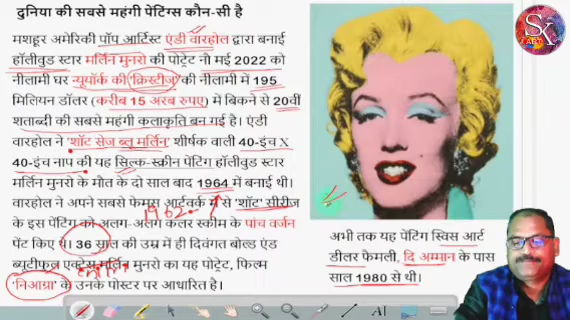 दुनिया की सबसे महंगी पेंटिंग्स कौन-सी है
मशहूर अमेरिकी पॉप आर्टिस्ट एंडी वारहोल द्वारा बनाई
हॉलीवुड स्टार मर्लिन मुनरो की पोट्रेट नौ मई 2022 को
नीलामी घर न्यूयॉर्क की 'क्रिस्टीज' की नीलामी में 195
मिलियन डॉलर (करीब 15 अरब रुपए) में बिकने से 20वीं
शताब्दी की सबसे महंगी कलाकृति बन गई है। एंडी
वारहोल ने 'शॉट सेज ब्लू मर्लिन' शीर्षक वाली 40-इंच X
40-इंच नाप की यह सिल्क-स्क्रीन पेंटिंग हॉलीवुड स्टार
मर्लिन मुनरो के मौत के दो साल बाद 1964 में बनाई थी।
वारहोल ने अपने सबसे फेमस आर्टवर्क में से 'शॉट' सीरीज
1962
के इस पेंटिंग को अलग-अलग कलर स्कीम के पांच वर्जन
पेंट किए थे। 36 साल की उम्र में ही दिवंगत बोल्ड एंड
ब्यूटीफुल एक्ट्रेस मर्लिन मुनरो का यह पोट्रेट, फिल्म
'निआग्रा' के उनके पोस्टर पर आधारित है।
अभी तक यह पेंटिंग स्विस आर्ट
डीलर फैमली, दि अम्मान के पास
साल 1980 से थी।
SK
ART
AI